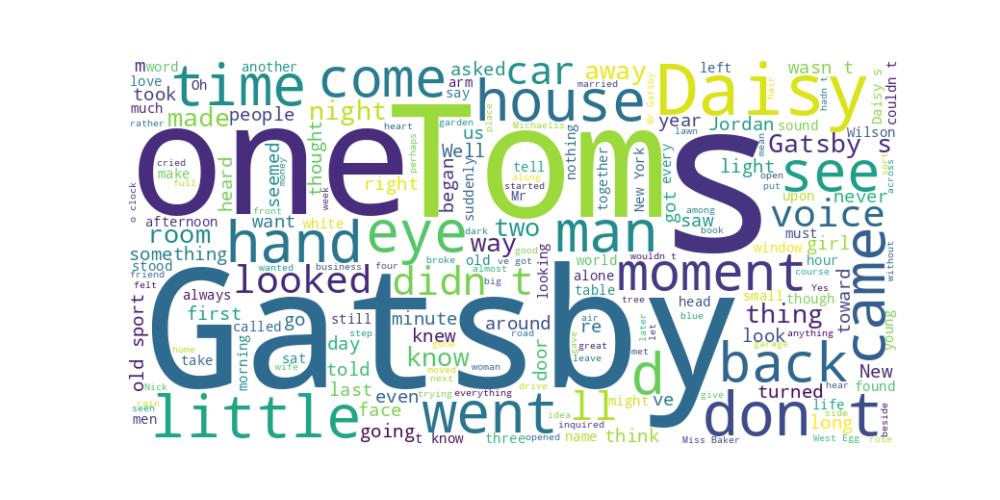 m word
Oh another
asked car away left wasn t
time come
arm say
married
love
took
house
Daisy
hair
hadn t
Daisy s
couldn t
much
made people
night
rather
heart
garden
us
place
Michaelis
Mr Gatsby
year
lawn
Jordan sound
Wilson
one Tom s
Gatsby s
cried
make
full
heard
seemed
money
thought
week
perhaps
right
Well
began
suddenly
tell
along
started
Mr
nothing
together
New York
got every
saw
among
book
light
mean
open
put
see
sort
across
never
upon
o clock
afternoon
front
want white
hand eye
dark
two man
voice
must
girl
room
something
way
window
hour
came
without
stood
wanted business four
broke old ve got good
world wouldn t
course
friend
felt
looked didn t
almost
big
looking
alone
table
moment
Yes
small though
toward
always
tree
head
thing
young
old sport
first
called go
still minute
around
air
re
road
blue
later
let
look anything
Gatsby
step
knew
great
gave
leave
met
garage
home
take
morning
sat
wife
day
know
door
woman
back
New
hear
found
Nick
told
gone
moved
next
drive
d
turned
last
even trying everything
might ve
give
life
rain
seen
men
little
face
went
idea
ll
don t
side
long
beside
going t know
three opened
inquired
name think
Miss Baker
West Egg rose